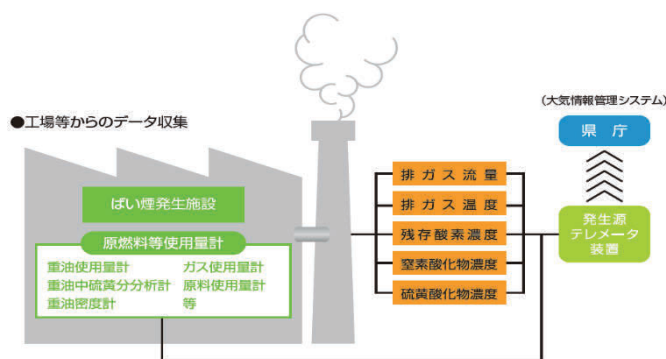 ●工場等からのデータ収集
ばい煙発生施設
原燃料等使用量計
重油使用量計
重油中硫黄分分析計
重油密度計
ガス使用量計
原料使用量計
等
排ガス流量
排ガス温度
残存酸素濃度
窒素酸化物濃度
硫黄酸化物濃度
(大気情報管理システム)
県庁
発生源
テレメータ
装置